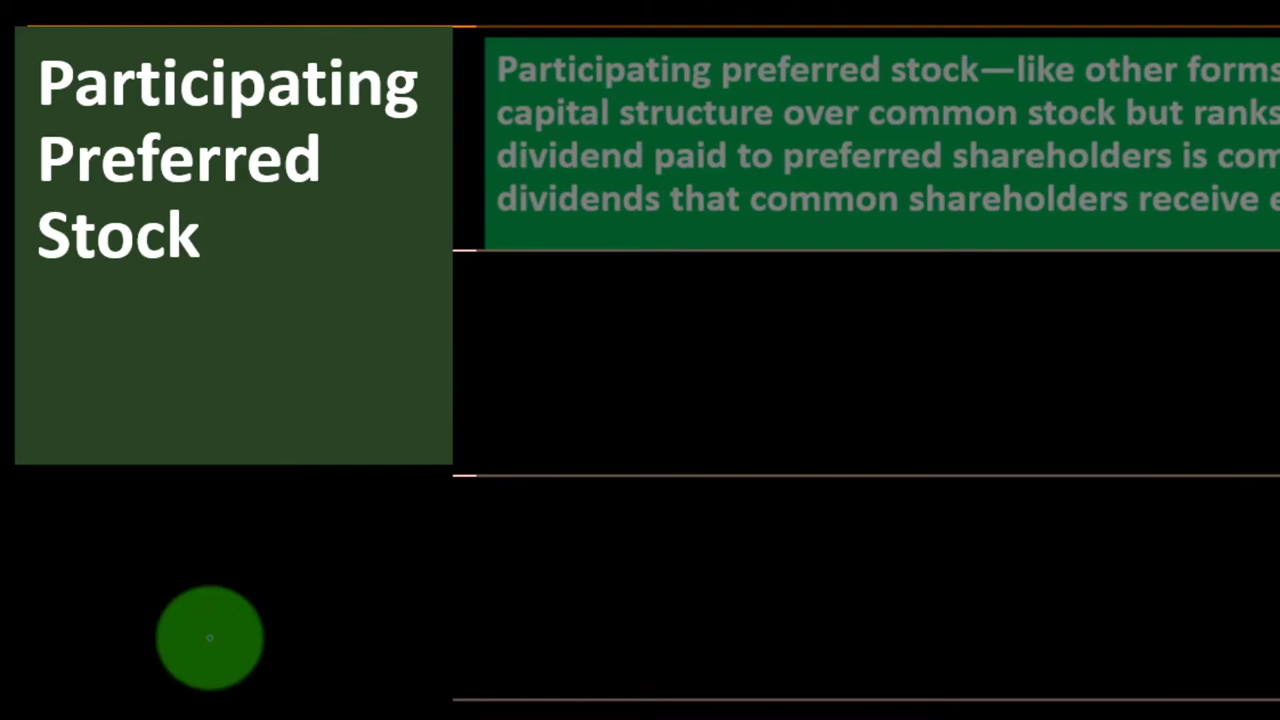 Participating
Preferred
Stock
Participating preferred stock—like other forms
capital structure over common stock but ranks
dividend paid to preferred shareholders is
dividends that common shareholders receive